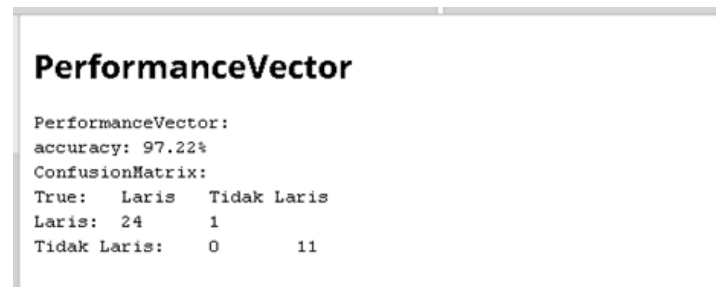 PerformanceVector
PerformanceVector:
accuracy: 97.22%
ConfusionMatrix:
True: Laris Tidak Laris
Laris: 24 1
Tidak Laris: 0 11